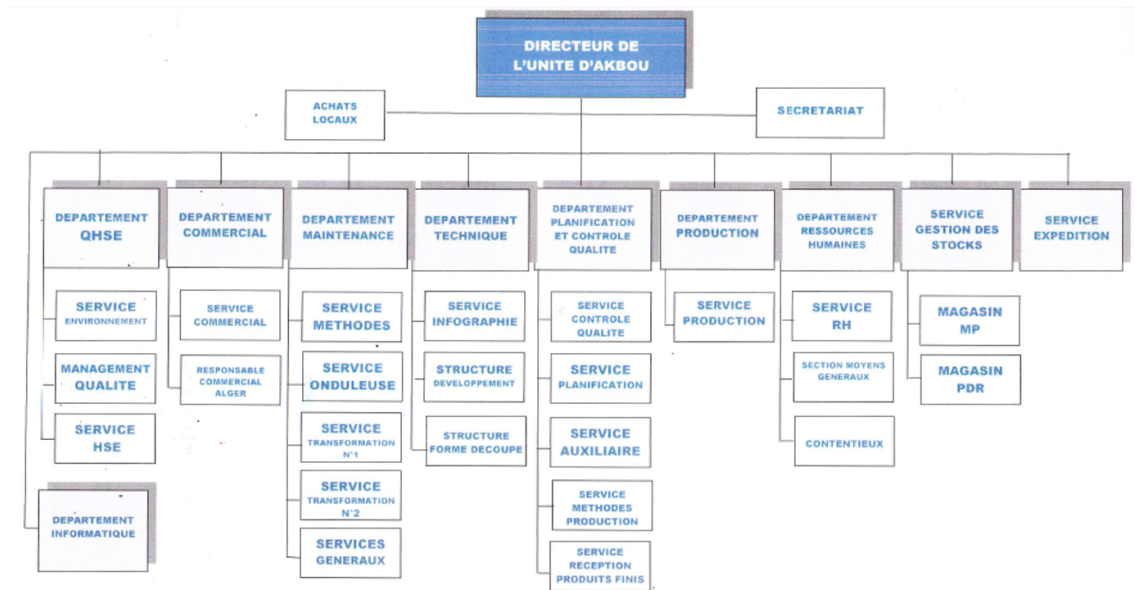 DIRECTEUR DE
L'UNITE D'AKBOU
ACHATS
LOCAUX
SECRETARIAT
DEPARTEMENT
QHSE
DEPARTEMENT
COMMERCIAL
DEPARTEMENT
MAINTENANCE
DEPARTEMENT
TECHNIQUE
DEPARTEMENT
PLANIFICATION
ET CONTROLE
QUALITE
DEPARTEMENT
PRODUCTION
DEPARTEMENT
RESSOURCES
HUMAINES
SERVICE
GESTION DES
STOCKS
SERVICE
EXPEDITION
SERVICE
ENVIRONNEMENT
MANAGEMENT
QUALITE
SERVICE
HSE
DEPARTEMENT
INFORMATIQUE
SERVICE
COMMERCIAL
RESPONSABLE
COMMERCIAL
ALGER
SERVICE
METHODES
SERVICE
ONDULEUSE
SERVICE
TRANSFORMATION
N°1
SERVICE
TRANSFORMATION
N°2
SERVICES
GENERAUX
SERVICE
INFOGRAPHIE
STRUCTURE
DEVELOPPEMENT
STRUCTURE
FORME DECOUPE
SERVICE
CONTROLE
QUALITE
SERVICE
PLANIFICATION
SERVICE
AUXILIAIRE
SERVICE
METHODES
PRODUCTION
SERVICE
RECEPTION
PRODUITS FINIS
SERVICE
PRODUCTION
SERVICE
RH
SECTION MOYENS
GENERAUX
CONTENTIEUX
MAGASIN
MP
MAGASIN
PDR